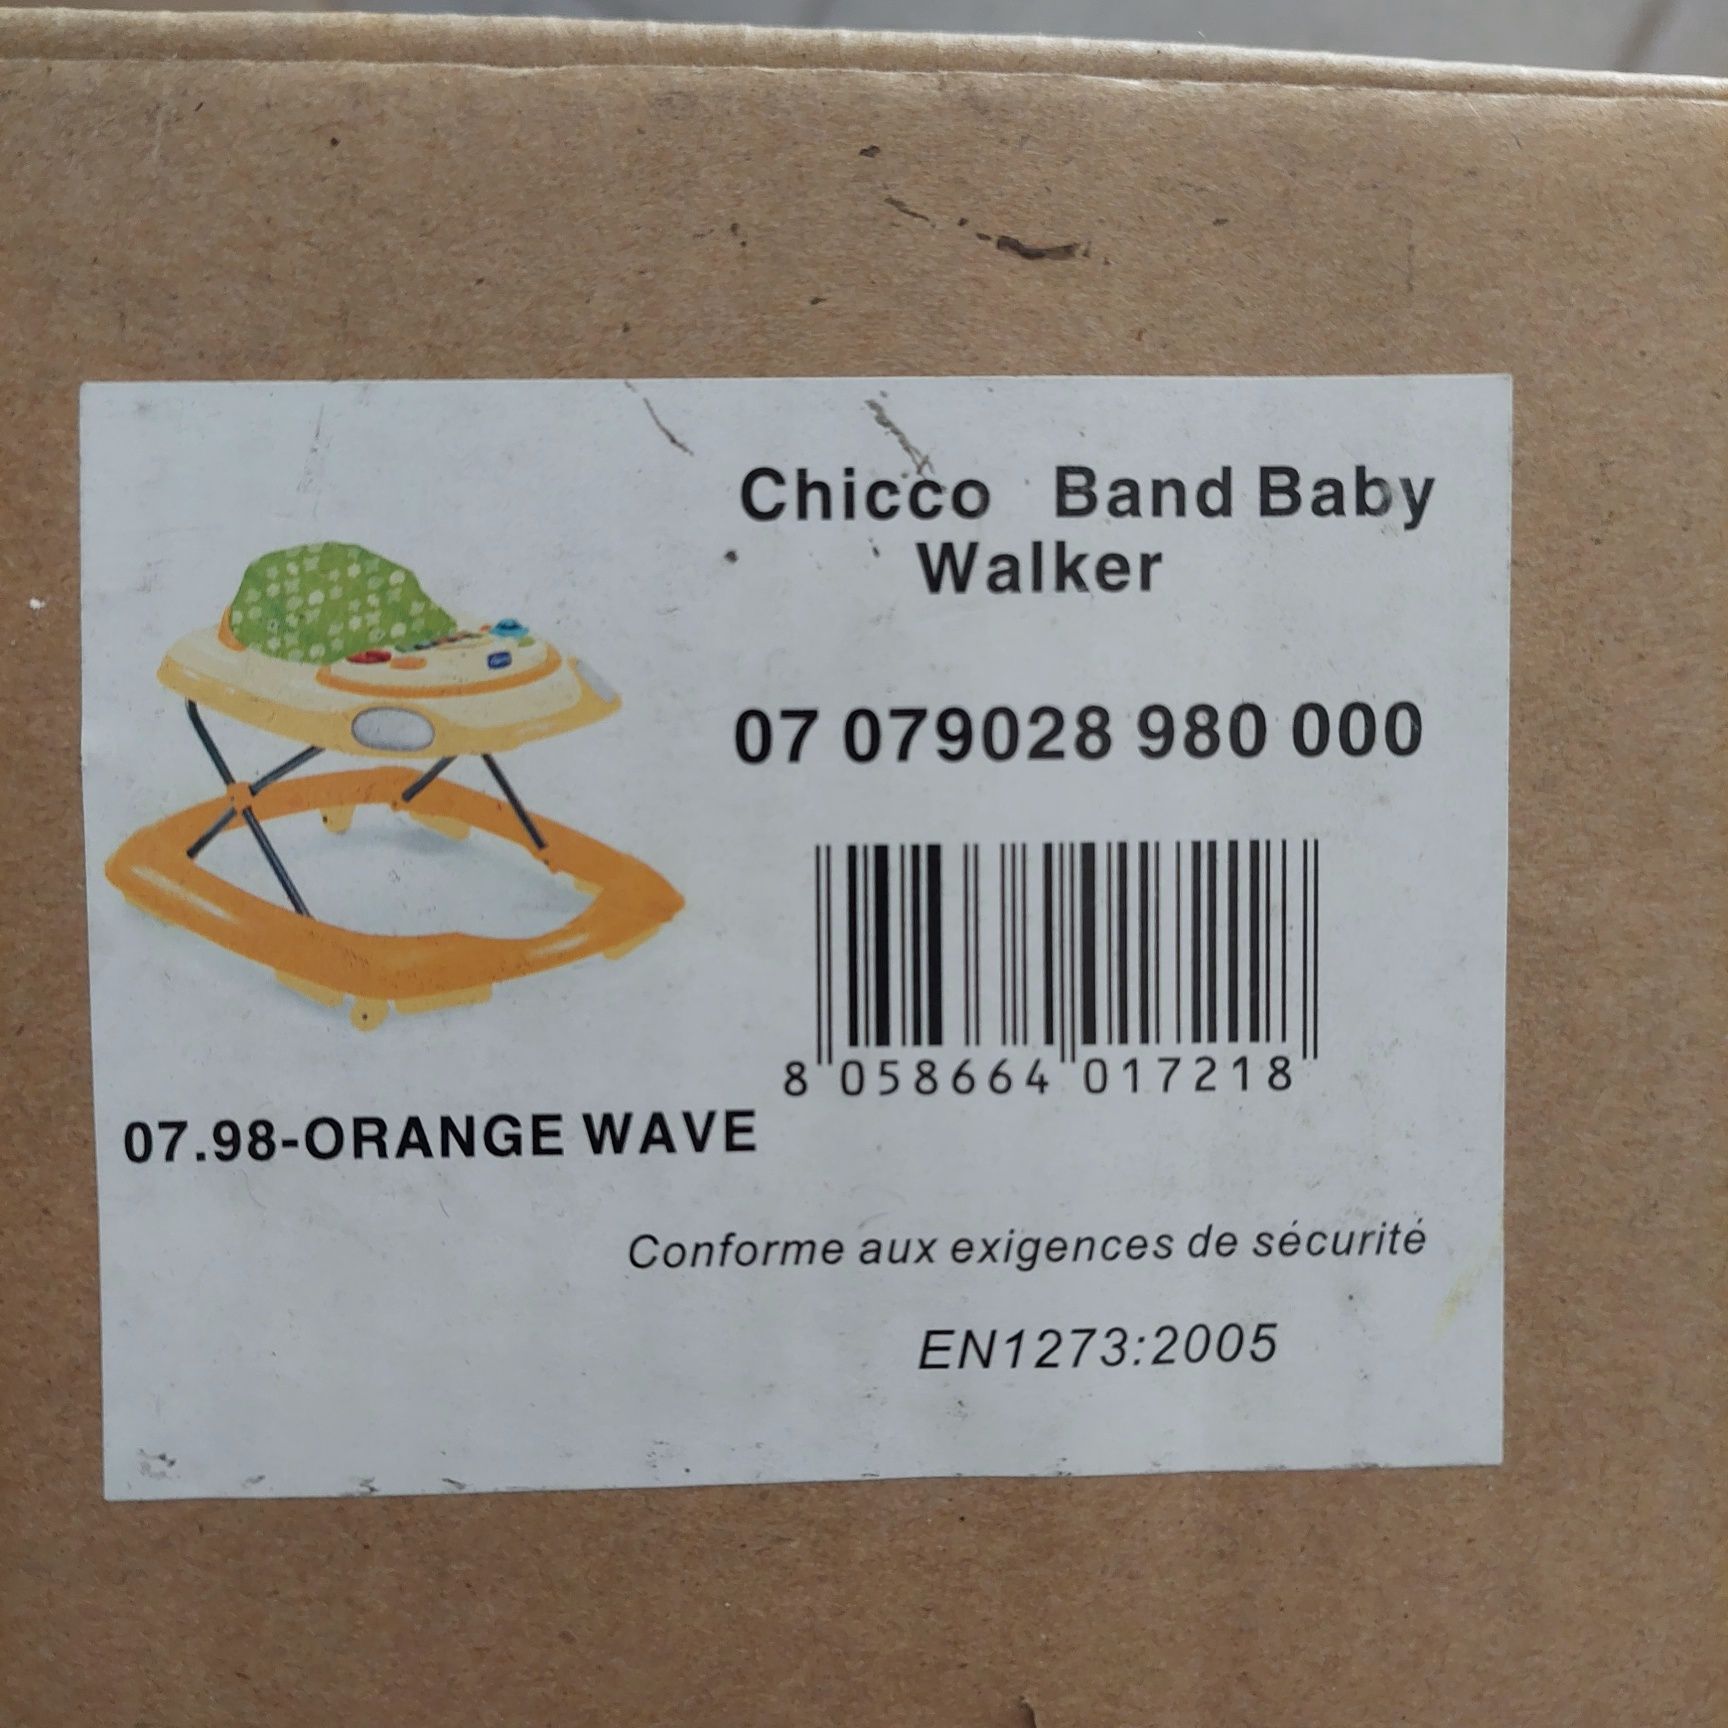 Chicco Band Baby
Walker
07 079028 980 000
8 058664 017218
07.98-ORANGE WAVE
Conforme aux exigences de sécurité
EN1273:2005